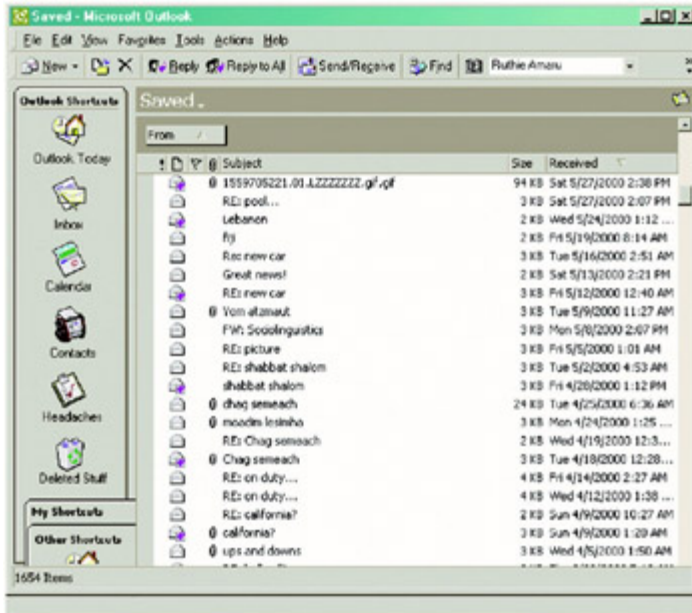 Saved - Microsoft Outlook
File Edit View Favorites Tools Actions Help
New Reply Reply to All Send/Receive Find Ruthie Amaru
Outlook Shortcuts
Saved
From /
Outlook Today
Inbox
Calendar
Contacts
Headaches
Deleted Stuff
My Shortcuts
Other Shortcuts
! Subject Size Received
94 KB Sat 5/27/2000 2:38 PM
RE: pool... 3 KB Sat 5/27/2000 2:07 PM
Lebanon 2 KB Wed 5/24/2000 1:12 ...
fiji 2 KB Fri 5/19/2000 8:14 AM
Re: new car 3 KB Tue 5/16/2000 2:51 AM
Great news! 2 KB Sat 5/13/2000 2:21 PM
RE: new car 3 KB Fri 5/12/2000 12:40 AM
Yom atzmaut 3 KB Tue 5/9/2000 11:27 AM
FW: Sociolinguistics 3 KB Mon 5/8/2000 2:07 PM
RE: picture 3 KB Fri 5/5/2000 1:01 AM
RE: shabbat shalom 3 KB Tue 5/2/2000 4:53 AM
shabbat shalom 3 KB Fri 4/28/2000 1:12 PM
chag semeach 24 KB Tue 4/25/2000 6:36 AM
moadim lesimha 3 KB Mon 4/24/2000 1:25 ...
RE: Chag semeach 2 KB Wed 4/19/2000 12:3...
Chag semeach 3 KB Tue 4/18/2000 12:28...
RE: on duty... 4 KB Fri 4/14/2000 2:27 AM
RE: on duty... 4 KB Wed 4/12/2000 1:38 ...
RE: california? 2 KB Sun 4/9/2000 10:27 AM
california? 3 KB Sun 4/9/2000 1:20 AM
ups and downs 3 KB Wed 4/5/2000 1:50 AM
1654 Items